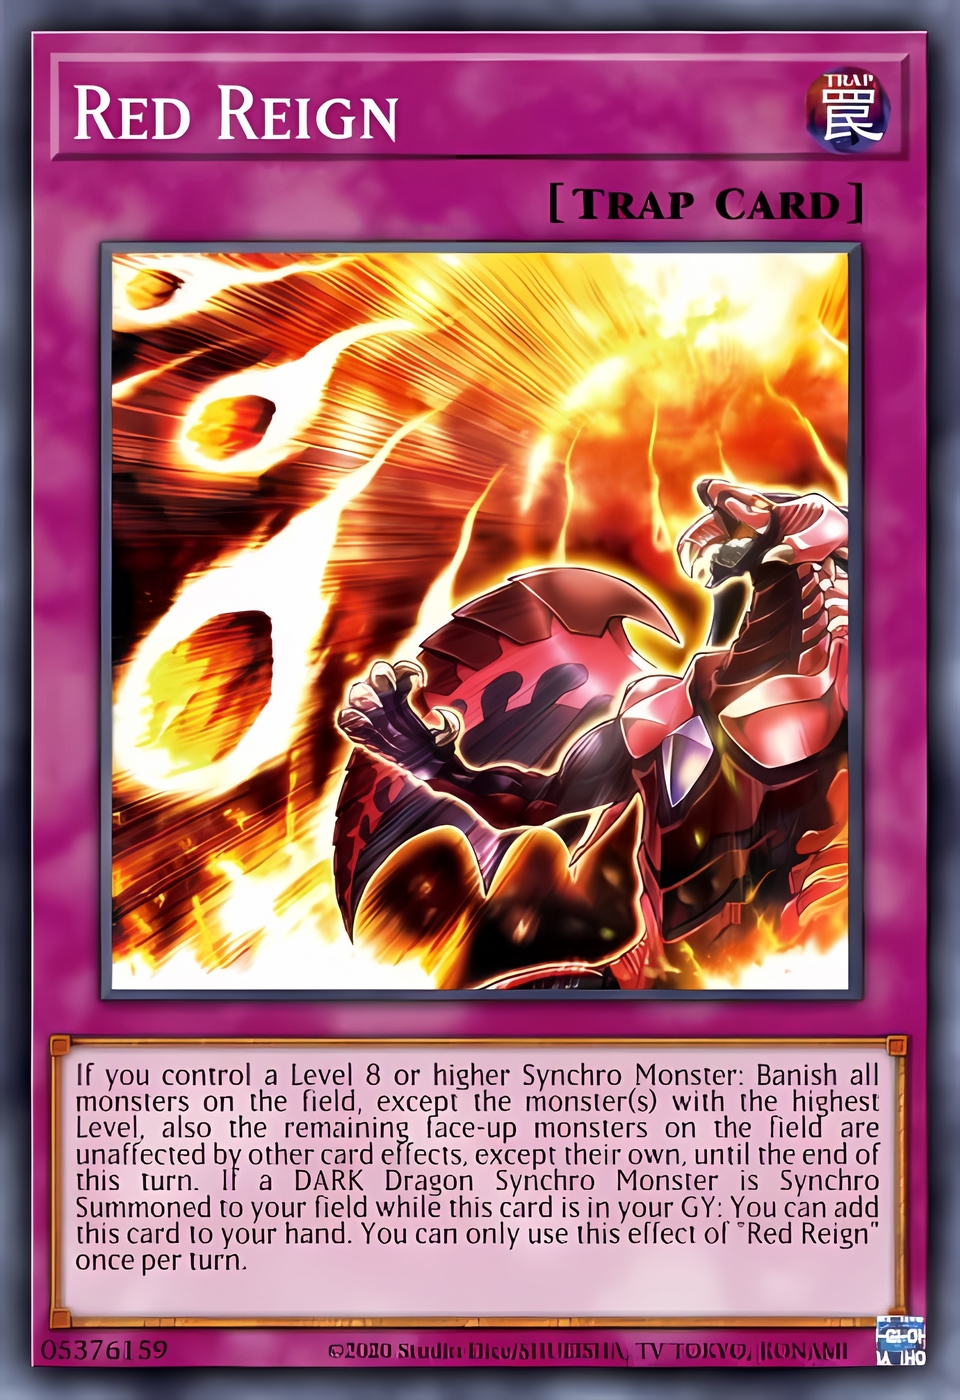 RED REIGN
TRAP
罠
[TRAP CARD]
If you control a Level 8 or higher Synchro Monster: Banish all
monsters on the field, except the monster(s) with the highest
Level, also the remaining face-up monsters on the field are
unaffected by other card effects, except their own, until the end of
this turn. If a DARK Dragon Synchro Monster is Synchro
Summoned to your field while this card is in your GY: You can add
this card to your hand. You can only use this effect of "Red Reign"
once per turn.
05376159
©2020 Studio Dice/SHUEISHA, TV TOKYO, KONAMI